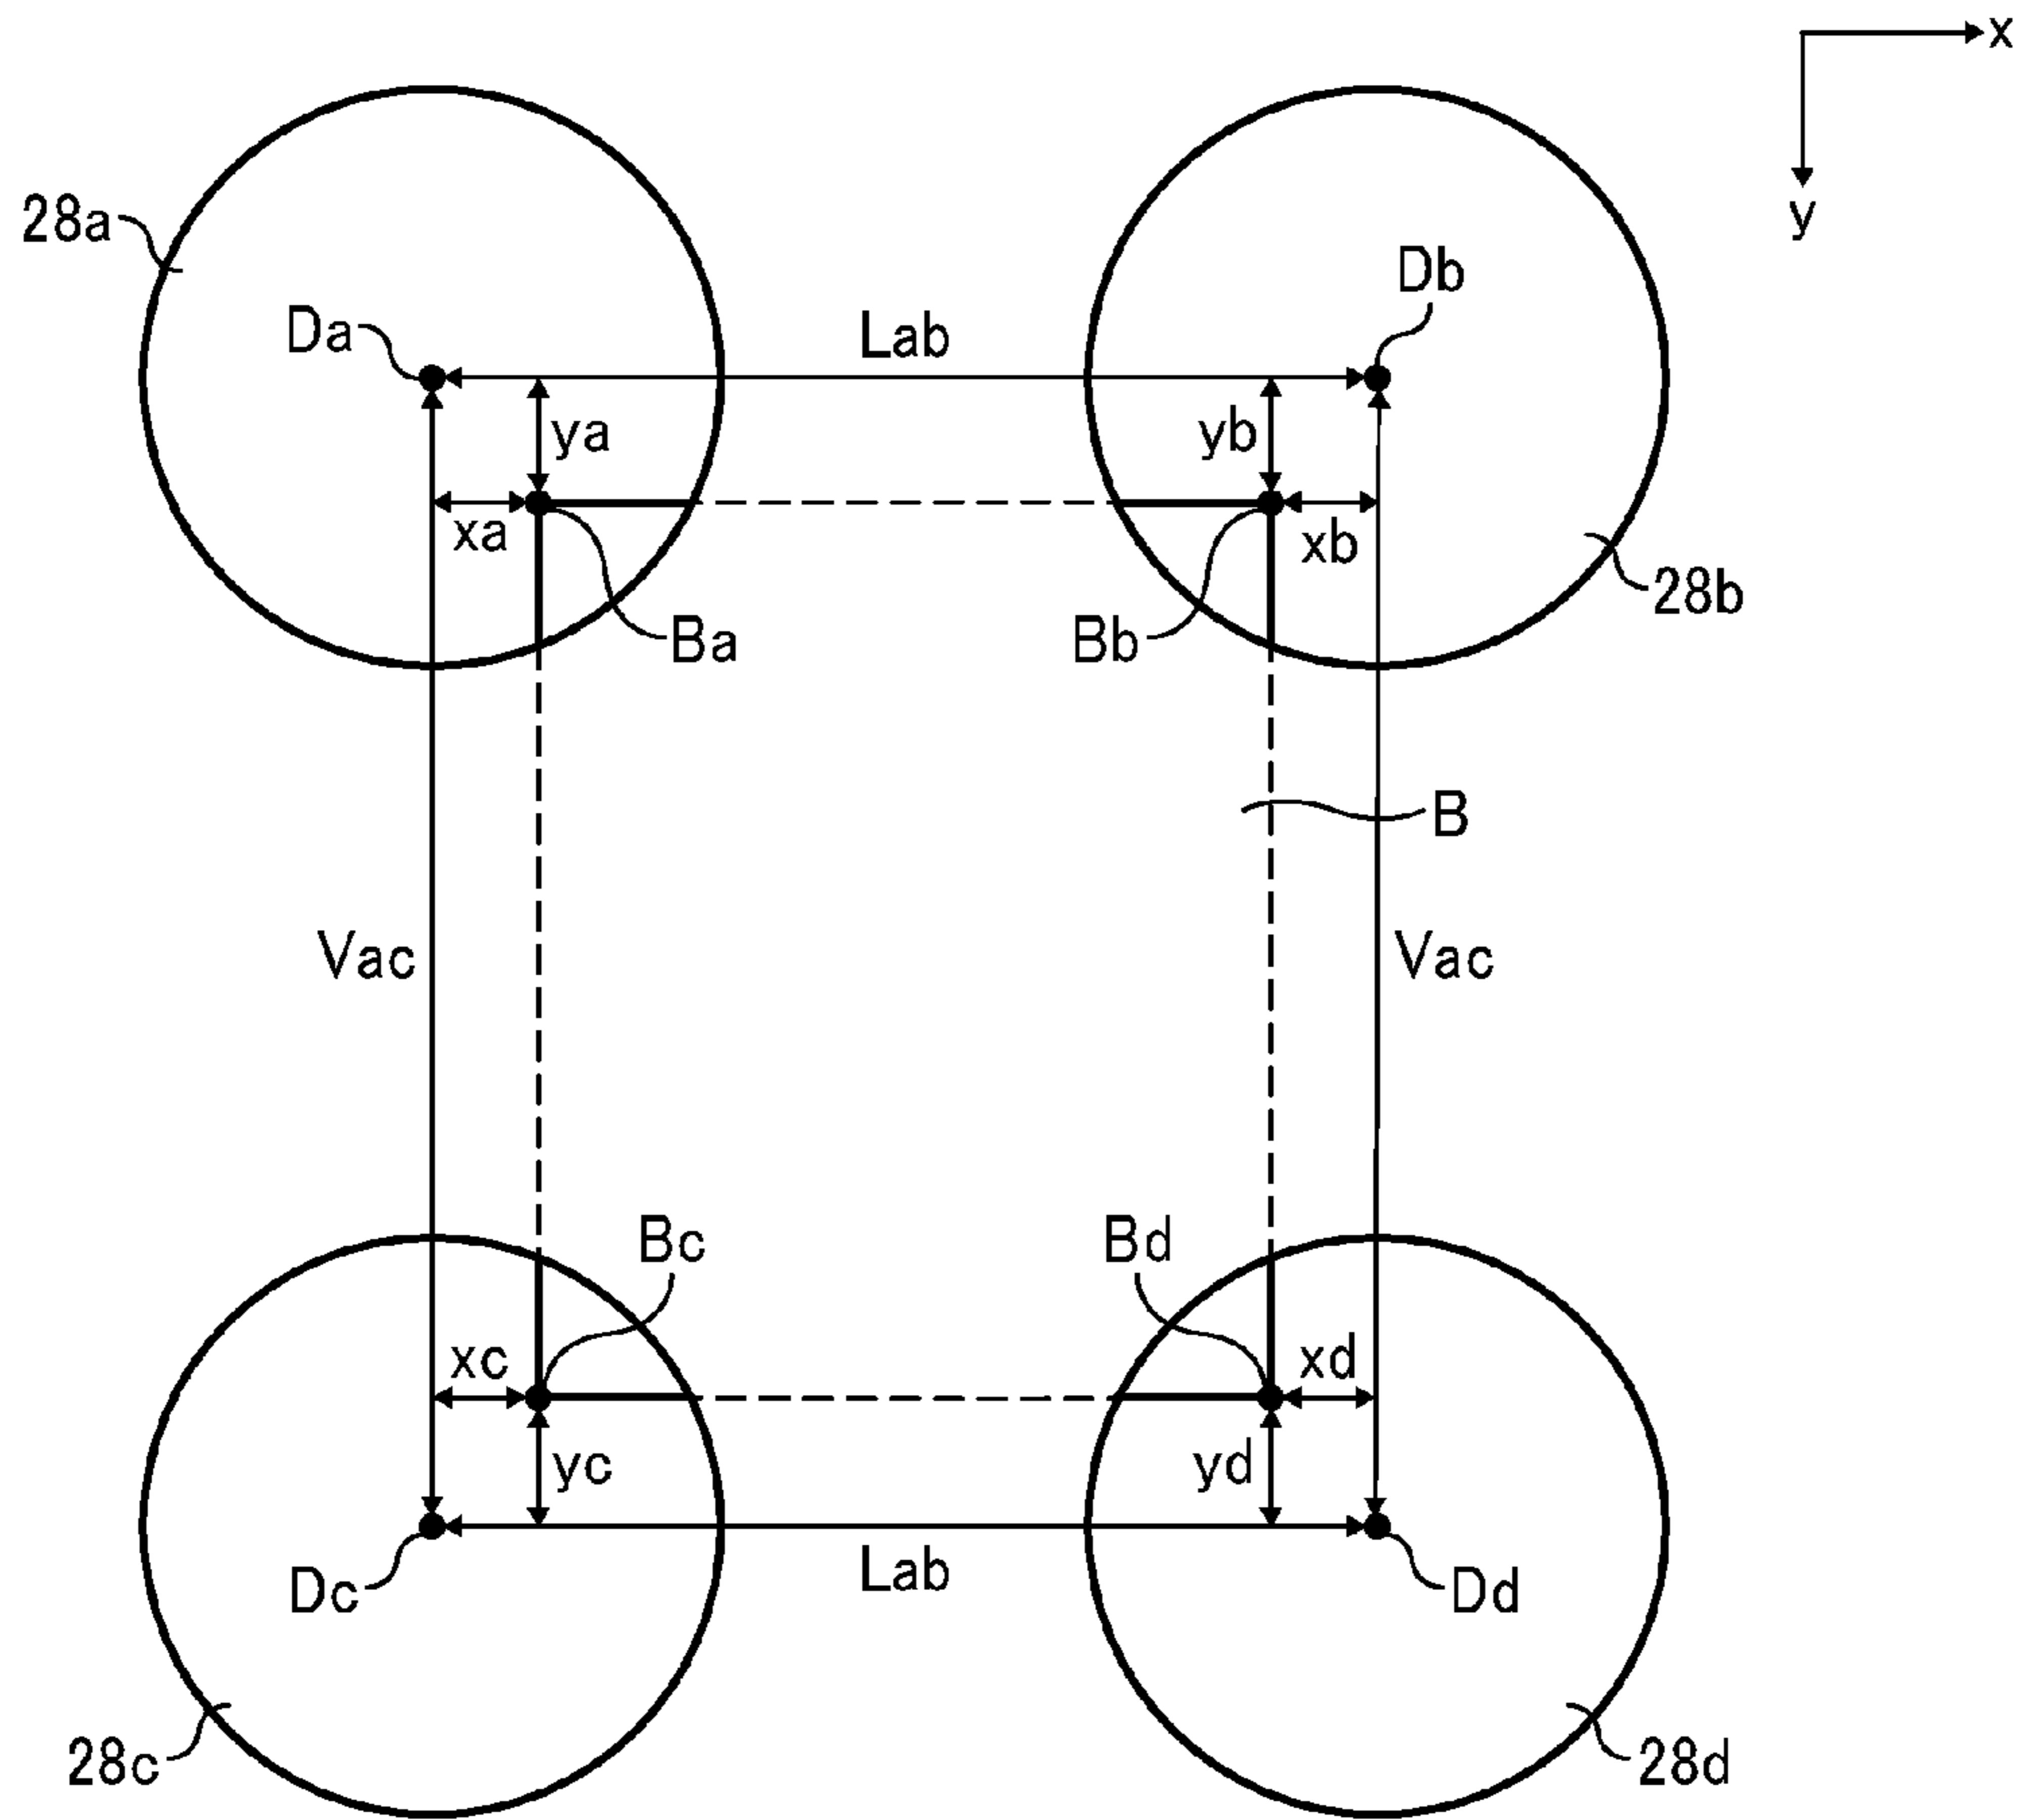 x
y
28a
Da
Lab
Db
ya
yb
xa
xb
28b
Ba
Bb
B
Vac
Vac
Bc
Bd
xc
xd
yc
yd
Dc
Lab
Dd
28c
28d